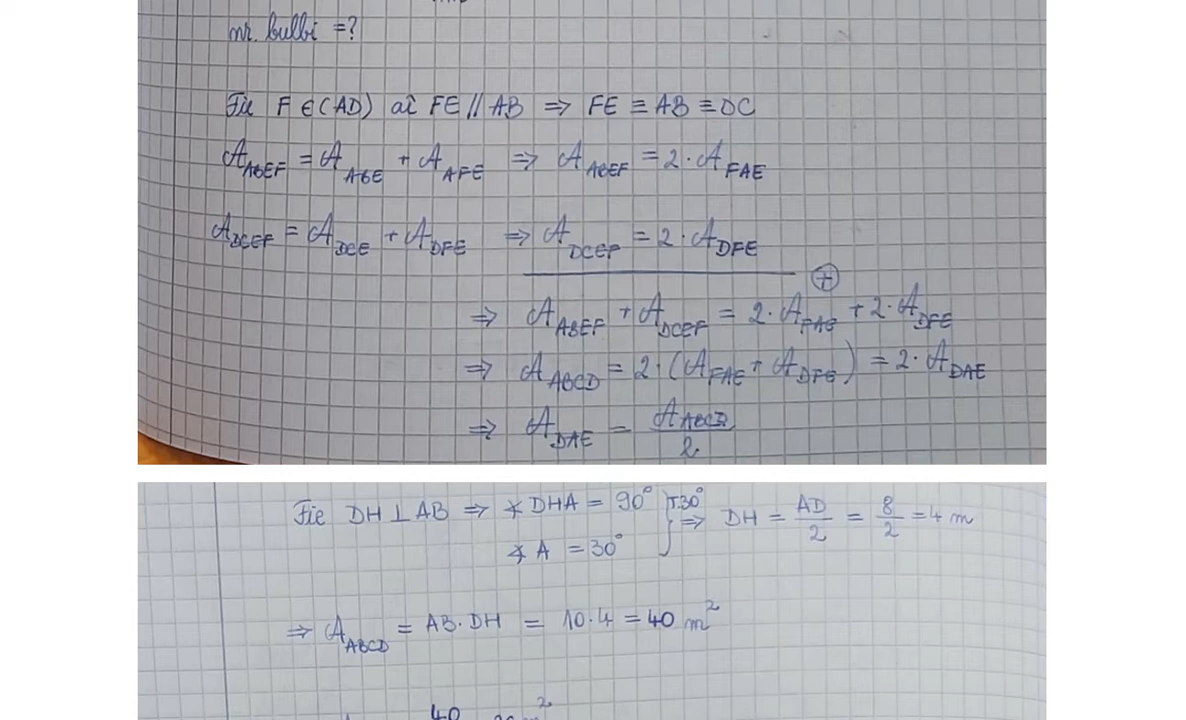 nr. bulbi =?
Fie F ∈ (AD) aî FE // AB ⇒ FE ≡ AB ≡ DC
A_ABEF = A_ABE + A_AFE ⇒ A_ABEF = 2·A_FAE
A_DCEF = A_DCE + A_DFE ⇒ A_DCEF = 2·A_DFE
⊕
⇒ A_ABEF + A_DCEF = 2·A_FAE + 2·A_DFE
⇒ A_ABCD = 2·(A_FAE + A_DFE) = 2·A_DAE
⇒ A_DAE = A_ABCD / 2
Fie DH ⊥ AB ⇒ ∢ DHA = 90° } T.30° ⇒ DH = AD/2 = 8/2 = 4 m
∢ A = 30°
⇒ A_ABCD = AB·DH = 10·4 = 40 m²
40